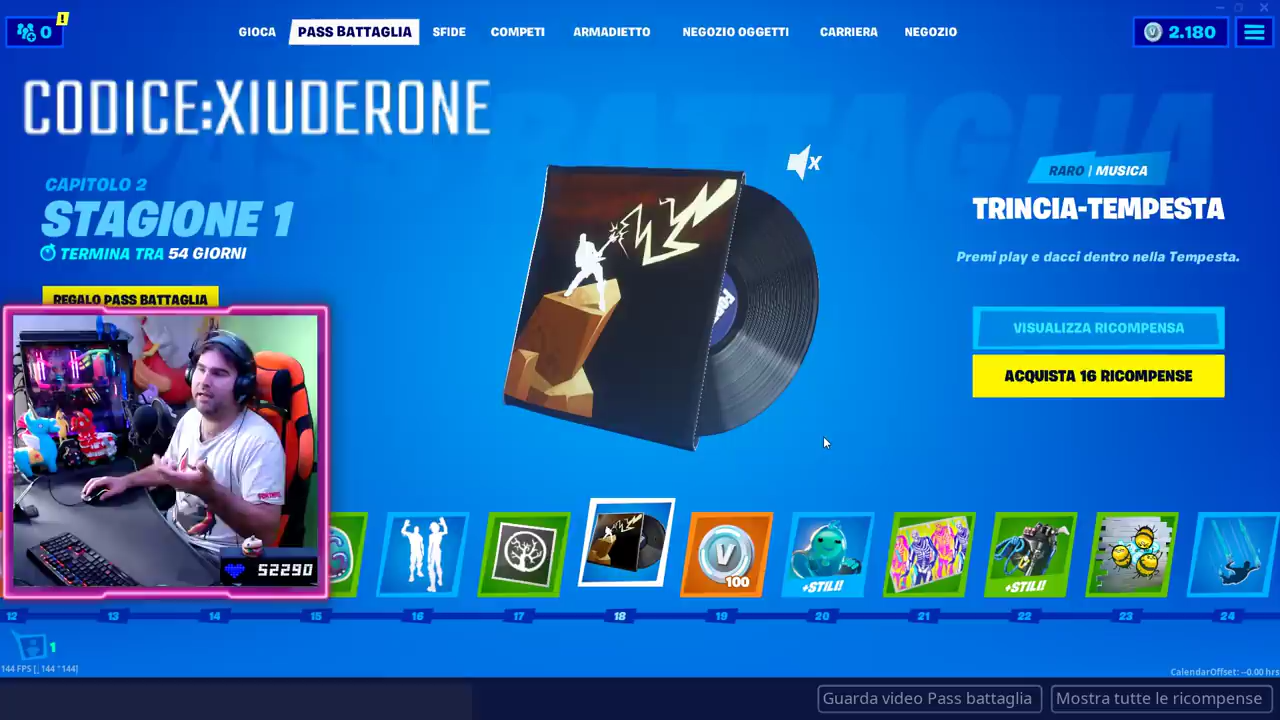 0
!
GIOCA
PASS BATTAGLIA
SFIDE
COMPETI
ARMADIETTO
NEGOZIO OGGETTI
CARRIERA
NEGOZIO
2.180
PASS BATTAGLIA
CODICE:XIUDERONE
CAPITOLO 2
STAGIONE 1
TERMINA TRA 54 GIORNI
REGALO PASS BATTAGLIA
X
RARO | MUSICA
TRINCIA-TEMPESTA
Premi play e dacci dentro nella Tempesta.
VISUALIZZA RICOMPENSA
ACQUISTA 16 RICOMPENSE
52290
100
+STILI!
+STILI!
12
13
14
15
16
17
18
19
20
21
22
23
24
1
144 FPS [, 144 ^144]
CalendarOffset: --0.00 hrs
Guarda video Pass battaglia
Mostra tutte le ricompense